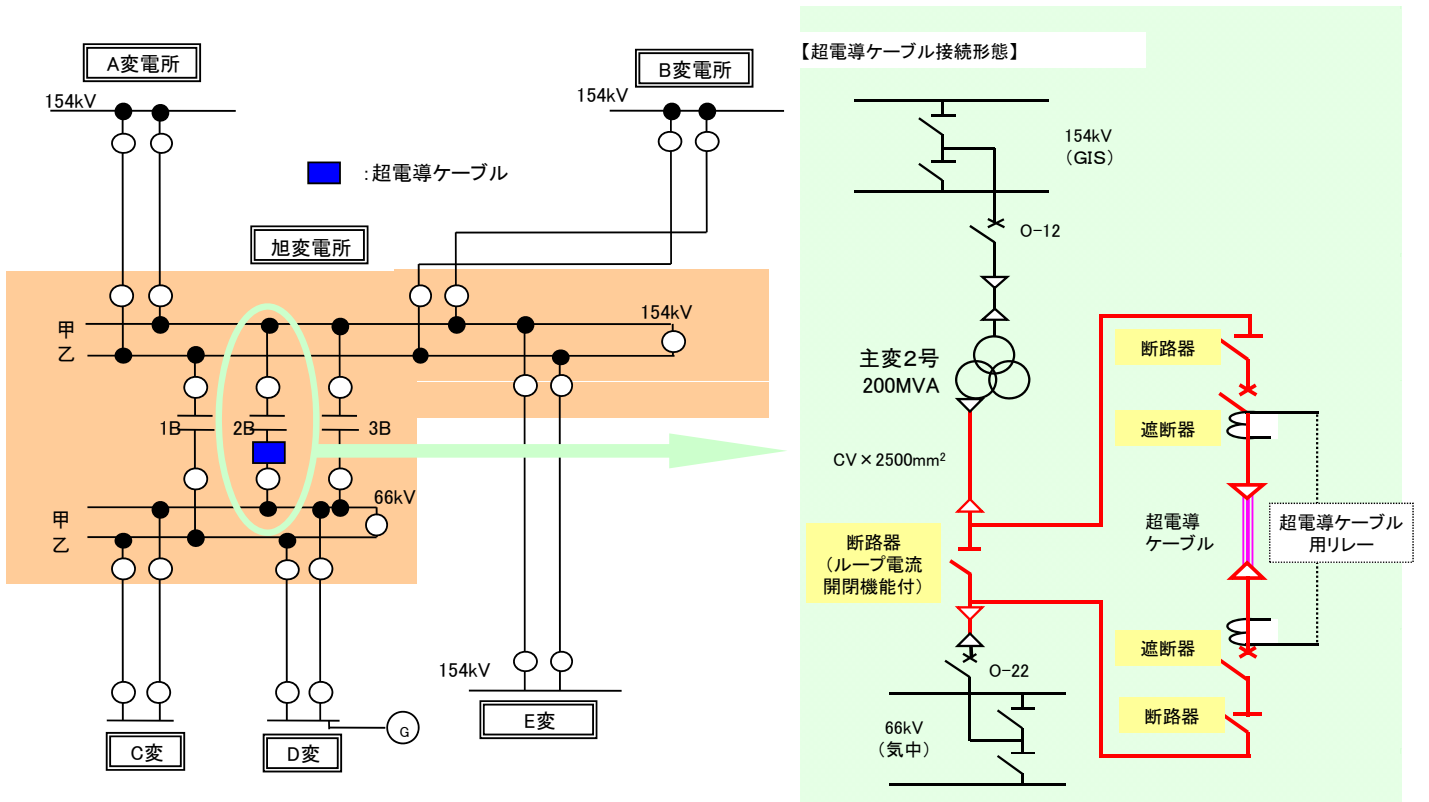 A変電所
154kV
B変電所
154kV
:超電導ケーブル
旭変電所
154kV
甲
乙
1B
2B
3B
66kV
甲
乙
154kV
C変
D変
G
E変
【超電導ケーブル接続形態】
154kV
(GIS)
O-12
主変2号
200MVA
断路器
遮断器
CV×2500mm²
超電導
ケーブル
超電導ケーブル
用リレー
断路器
(ループ電流
開閉機能付)
遮断器
O-22
断路器
66kV
(気中)